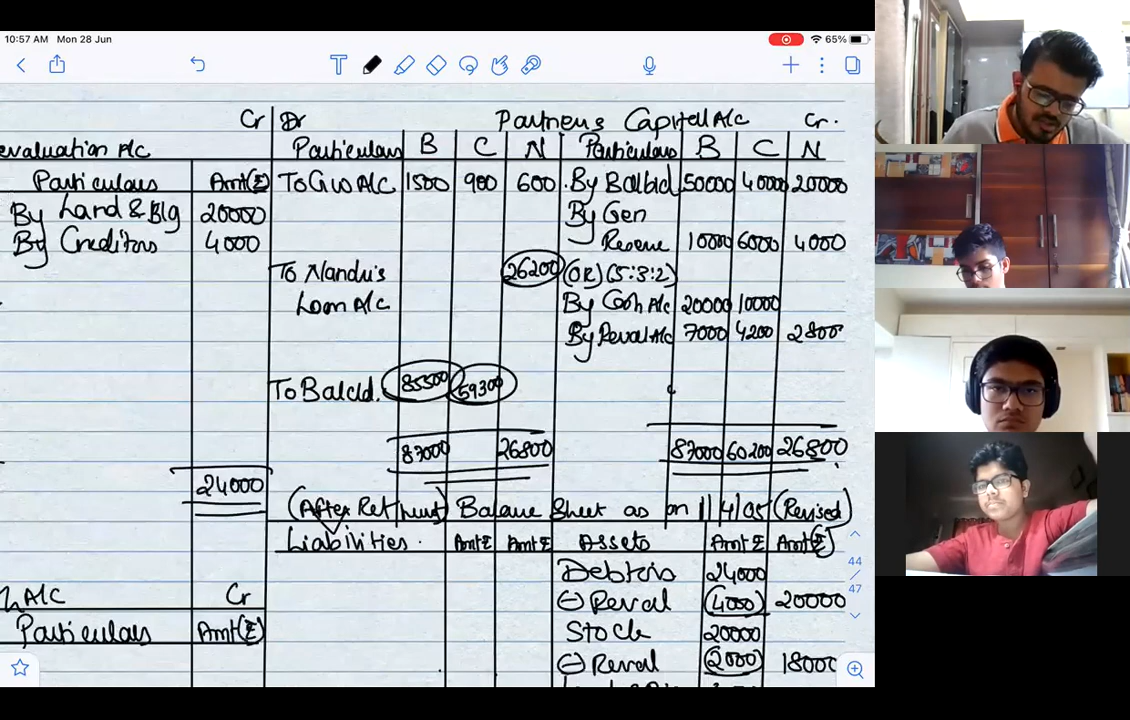 10:57 AM Mon 28 Jun
65%
Cr Dr Partners Capital A/c Cr.
evaluation A/c Particulars B C N Particulars B C N
Particulars Amt(₹) To G/w A/c 1500 900 600 By Bal b/d 50000 40000 20000
By Land & Blg 20000 By Gen
By Creditors 4000 Reserve 10000 6000 4000
To Nandu's 26200 (OR) (5:3:2)
Loan A/c By Cash A/c 20000 10000
By Reval A/c 7000 4200 2800
To Bal c/d. 85500 59300
87000 26800 87000 60200 26800
24000
(After Retment) Balance Sheet as on 1/4/05 (Revised)
Liabilities. Amt ₹ Amt ₹ Assets Amt ₹ Amt(₹)
44
/
47
Debtors 24000
A/c Cr (-) Reval (4000) 20000
Particulars Amt(₹) Stock 20000
(-) Reval (2000) 18000